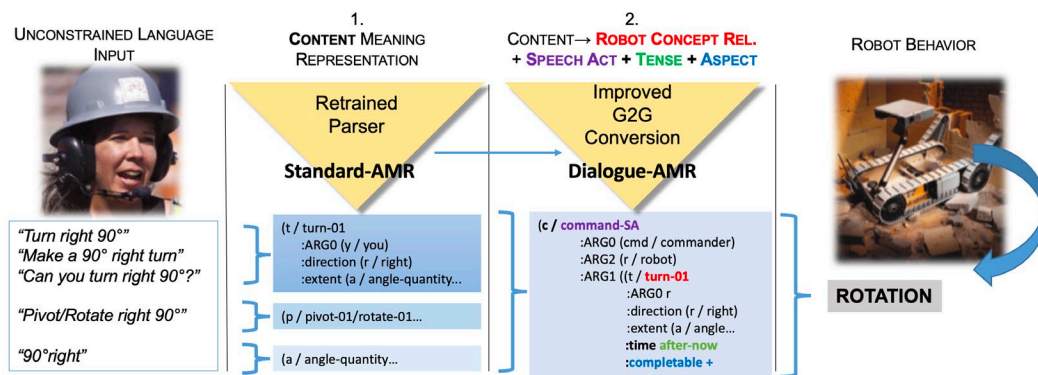 UNCONSTRAINED LANGUAGE
INPUT
1.
CONTENT MEANING
REPRESENTATION
2.
CONTENT→ ROBOT CONCEPT REL.
+ SPEECH ACT + TENSE + ASPECT
ROBOT BEHAVIOR
Retrained
Parser
Standard-AMR
Improved
G2G
Conversion
Dialogue-AMR
“Turn right 90°”
“Make a 90° right turn”
“Can you turn right 90°?”
“Pivot/Rotate right 90°”
“90°right”
(t / turn-01
:ARG0 (y / you)
:direction (r / right)
:extent (a / angle-quantity…
(p / pivot-01/rotate-01…
(a / angle-quantity…
(c / command-SA
:ARG0 (cmd / commander)
:ARG2 (r / robot)
:ARG1 ((t / turn-01
:ARG0 r
:direction (r / right)
:extent (a / angle…
:time after-now
:completable +
ROTATION